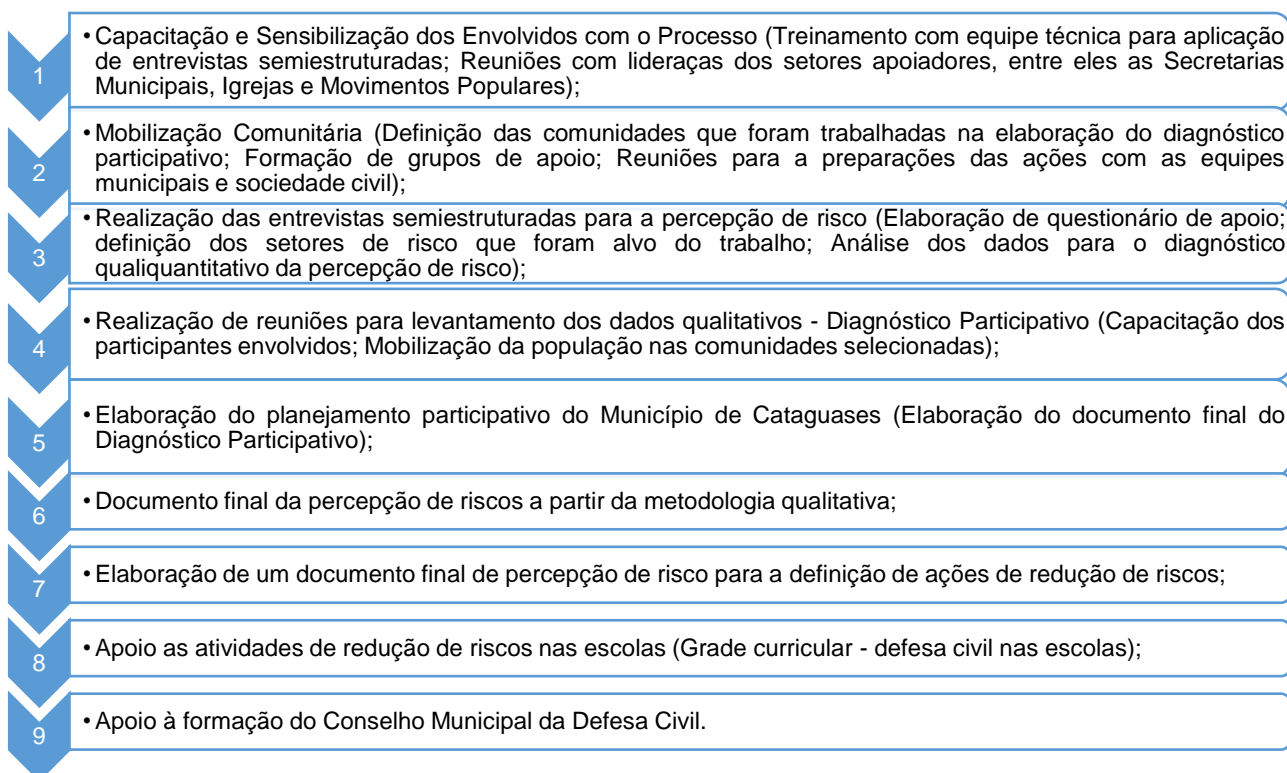 1
• Capacitação e Sensibilização dos Envolvidos com o Processo (Treinamento com equipe técnica para aplicação
de entrevistas semiestruturadas; Reuniões com lideraças dos setores apoiadores, entre eles as Secretarias
Municipais, Igrejas e Movimentos Populares);
2
• Mobilização Comunitária (Definição das comunidades que foram trabalhadas na elaboração do diagnóstico
participativo; Formação de grupos de apoio; Reuniões para a preparações das ações com as equipes
municipais e sociedade civil);
3
• Realização das entrevistas semiestruturadas para a percepção de risco (Elaboração de questionário de apoio;
definição dos setores de risco que foram alvo do trabalho; Análise dos dados para o diagnóstico
qualiquantitativo da percepção de risco);
4
• Realização de reuniões para levantamento dos dados qualitativos - Diagnóstico Participativo (Capacitação dos
participantes envolvidos; Mobilização da população nas comunidades selecionadas);
5
• Elaboração do planejamento participativo do Município de Cataguases (Elaboração do documento final do
Diagnóstico Participativo);
6
• Documento final da percepção de riscos a partir da metodologia qualitativa;
7
• Elaboração de um documento final de percepção de risco para a definição de ações de redução de riscos;
8
• Apoio as atividades de redução de riscos nas escolas (Grade curricular - defesa civil nas escolas);
9
• Apoio à formação do Conselho Municipal da Defesa Civil.